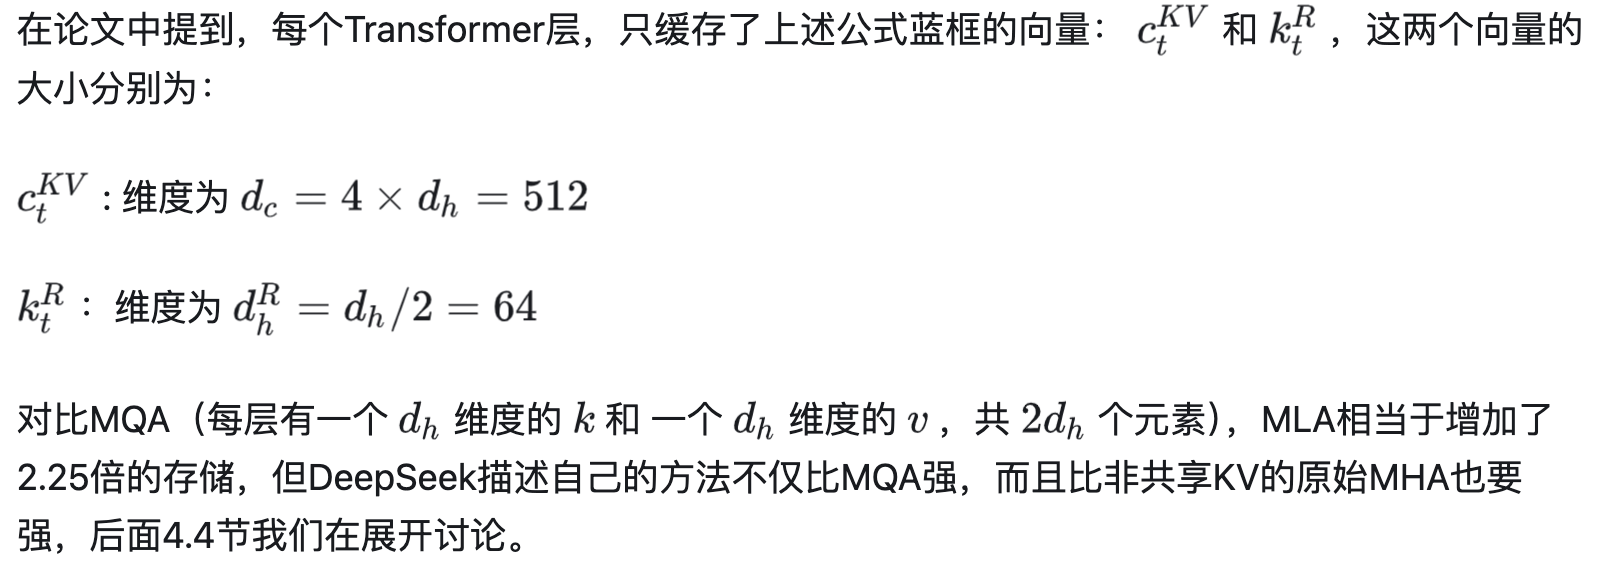 在论文中提到，每个Transformer层，只缓存了上述公式蓝框的向量： $c_t^{KV}$ 和 $k_t^R$ ，这两个向量的
大小分别为：
$c_t^{KV}$ : 维度为 $d_c = 4 \times d_h = 512$
$k_t^R$ ： 维度为 $d_h^R = d_h/2 = 64$
对比MQA（每层有一个 $d_h$ 维度的 $k$ 和 一个 $d_h$ 维度的 $v$ ，共 $2d_h$ 个元素），MLA相当于增加了
2.25倍的存储，但DeepSeek描述自己的方法不仅比MQA强，而且比非共享KV的原始MHA也要
强，后面4.4节我们在展开讨论。